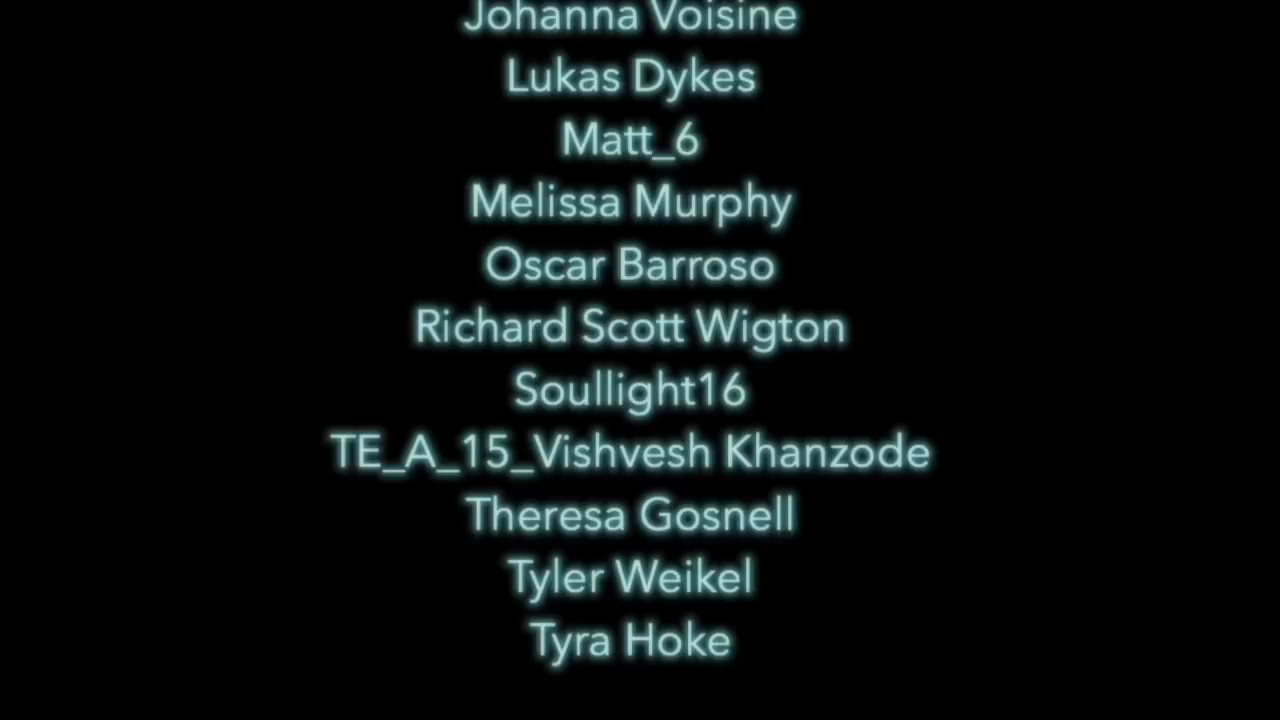 Johanna Voisine
Lukas Dykes
Matt_6
Melissa Murphy
Oscar Barroso
Richard Scott Wigton
Soullight16
TE_A_15_Vishvesh Khanzode
Theresa Gosnell
Tyler Weikel
Tyra Hoke